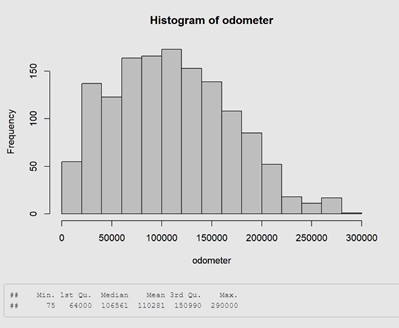 Histogram of odometer
Frequency
150
100
50
0
0 50000 100000 150000 200000 250000 300000
odometer
## Min. 1st Qu. Median Mean 3rd Qu. Max.
## 75 64000 106561 110281 150990 290000